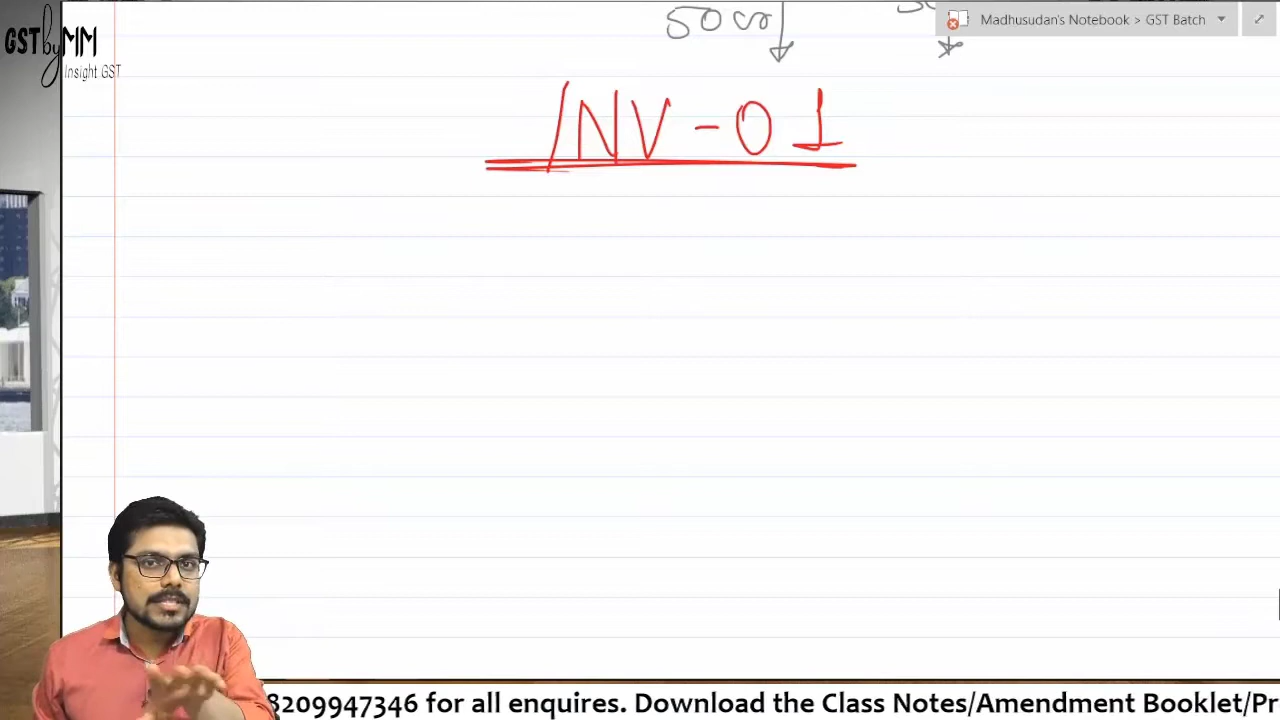 50 cr
Madhusudan's Notebook > GST Batch
GST by MM
Insight GST
INV-01
8209947346 for all enquires. Download the Class Notes/Amendment Booklet/Pr